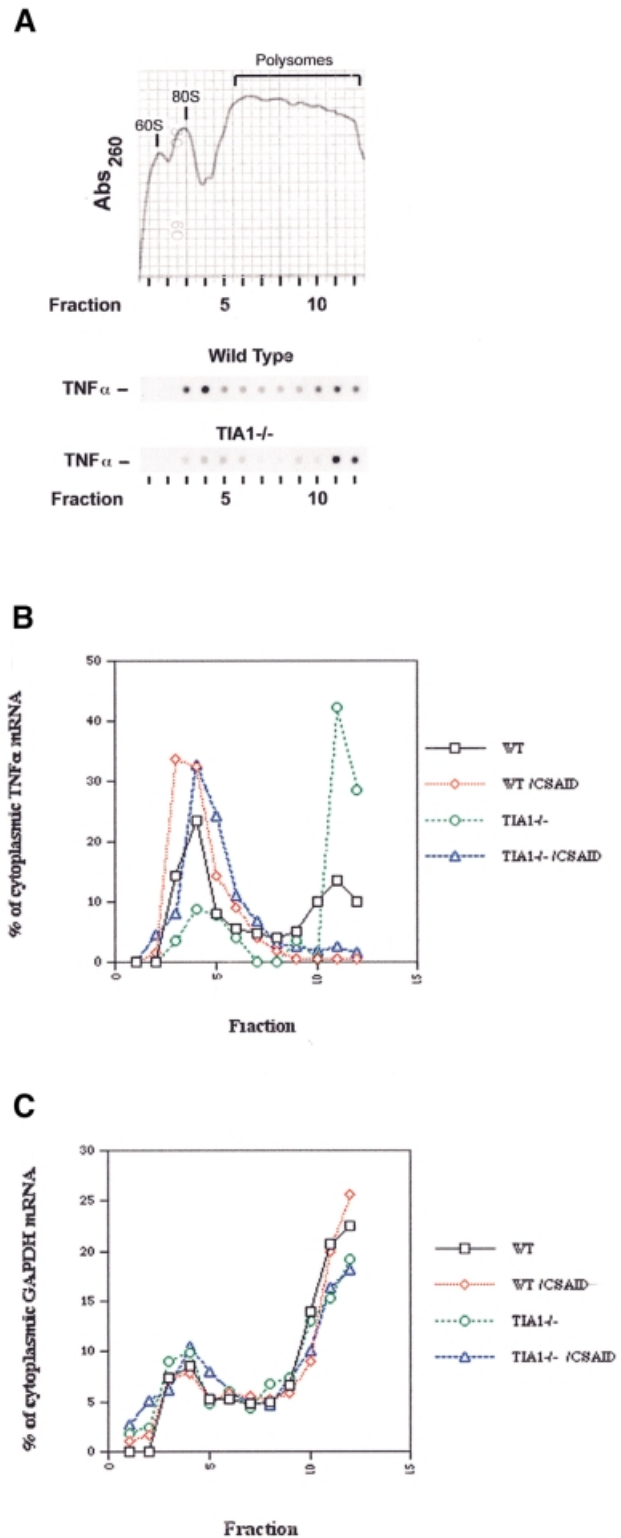 A
Polysomes
80S
60S
Abs260
60
Fraction 5 10
Wild Type
TNFα –
TIA1-/-
TNFα –
Fraction 5 10
B
50
40
30
20
10
0
0 5 10 15
% of cytoplasmic TNFα mRNA
Fraction
WT
WT /CSAID
TIA1-/-
TIA1-/- /CSAID
C
30
25
20
15
10
5
0
0 5 10 15
% of cytoplasmic GAPDH mRNA
Fraction
WT
WT /CSAID
TIA1-/-
TIA1-/- /CSAID